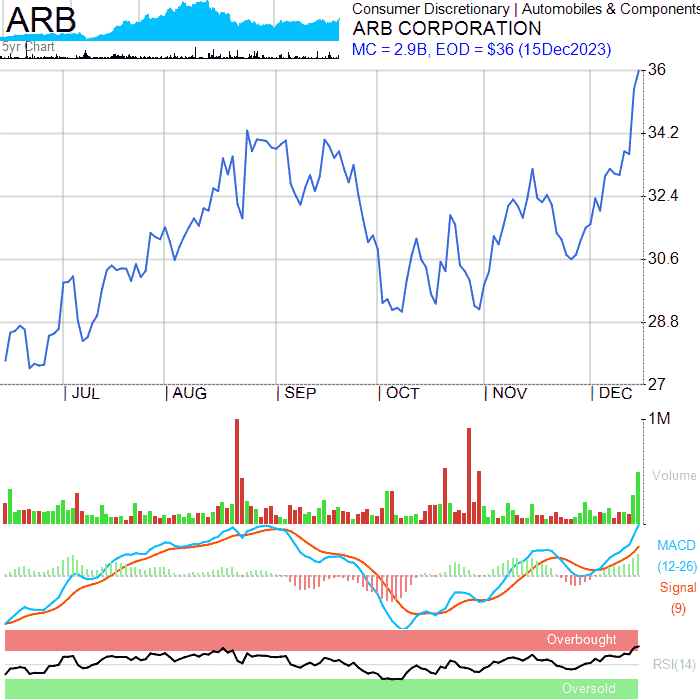 ARB
5yr Chart
Consumer Discretionary | Automobiles & Components
ARB CORPORATION
MC = 2.9B, EOD = $36 (15Dec2023)
36
34.2
32.4
30.6
28.8
27
JUL AUG SEP OCT NOV DEC
1M
Volume
MACD
(12-26)
Signal
(9)
Overbought
RSI(14)
Oversold